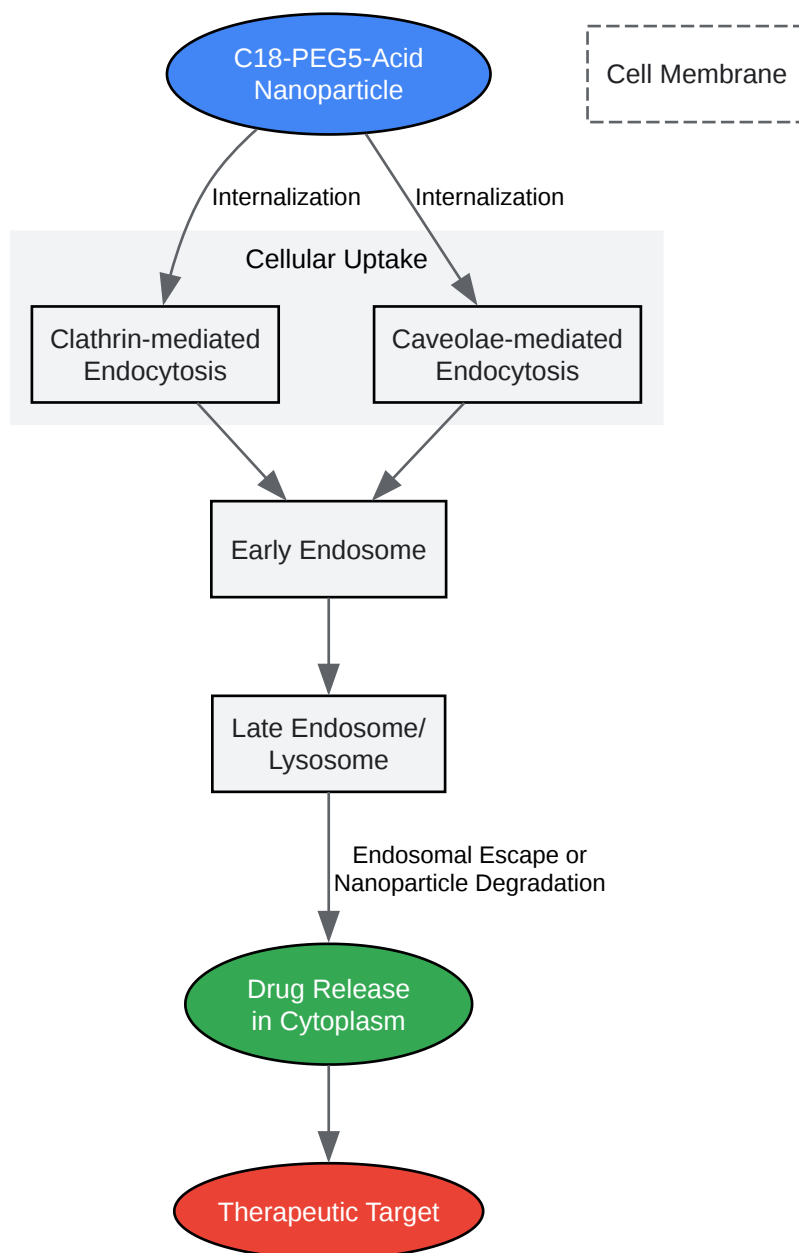 C18-PEG5-Acid
Nanoparticle
Cell Membrane
Internalization
Internalization
Cellular Uptake
Clathrin-mediated
Endocytosis
Caveolae-mediated
Endocytosis
Early Endosome
Late Endosome/
Lysosome
Endosomal Escape or
Nanoparticle Degradation
Drug Release
in Cytoplasm
Therapeutic Target